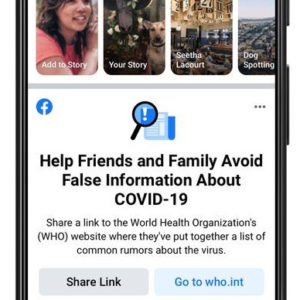 Add to Story
Your Story
Seetha
Lacourt
Dog
Spotting
Help Friends and Family Avoid
False Information About
COVID-19
Share a link to the World Health Organization's
(WHO) website where they've put together a list of
common rumors about the virus.
Share Link
Go to who.int